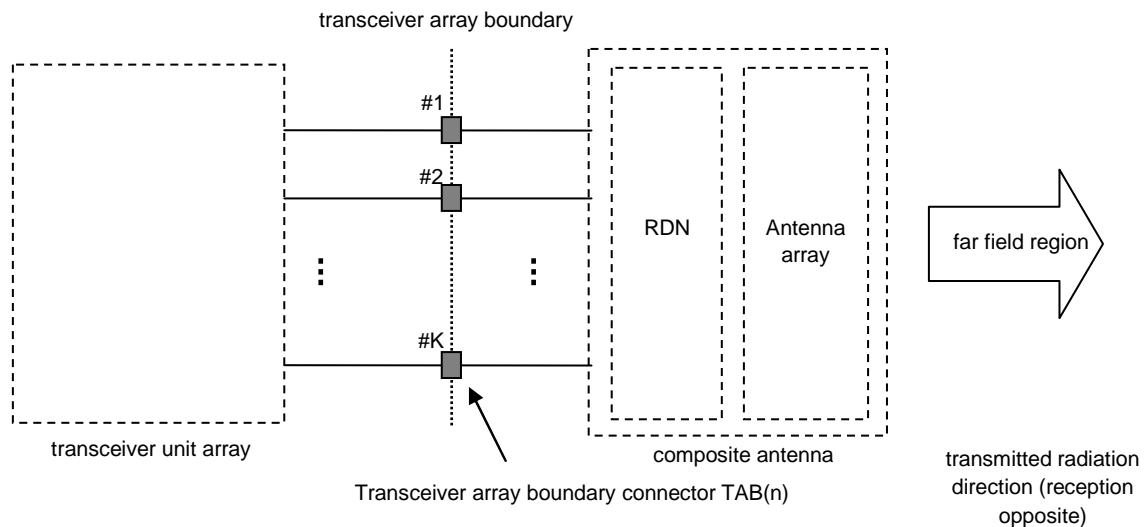 transceiver array boundary
#1
#2
#K
RDN
Antenna
array
far field region
transceiver unit array
composite antenna
Transceiver array boundary connector TAB(n)
transmitted radiation
direction (reception
opposite)